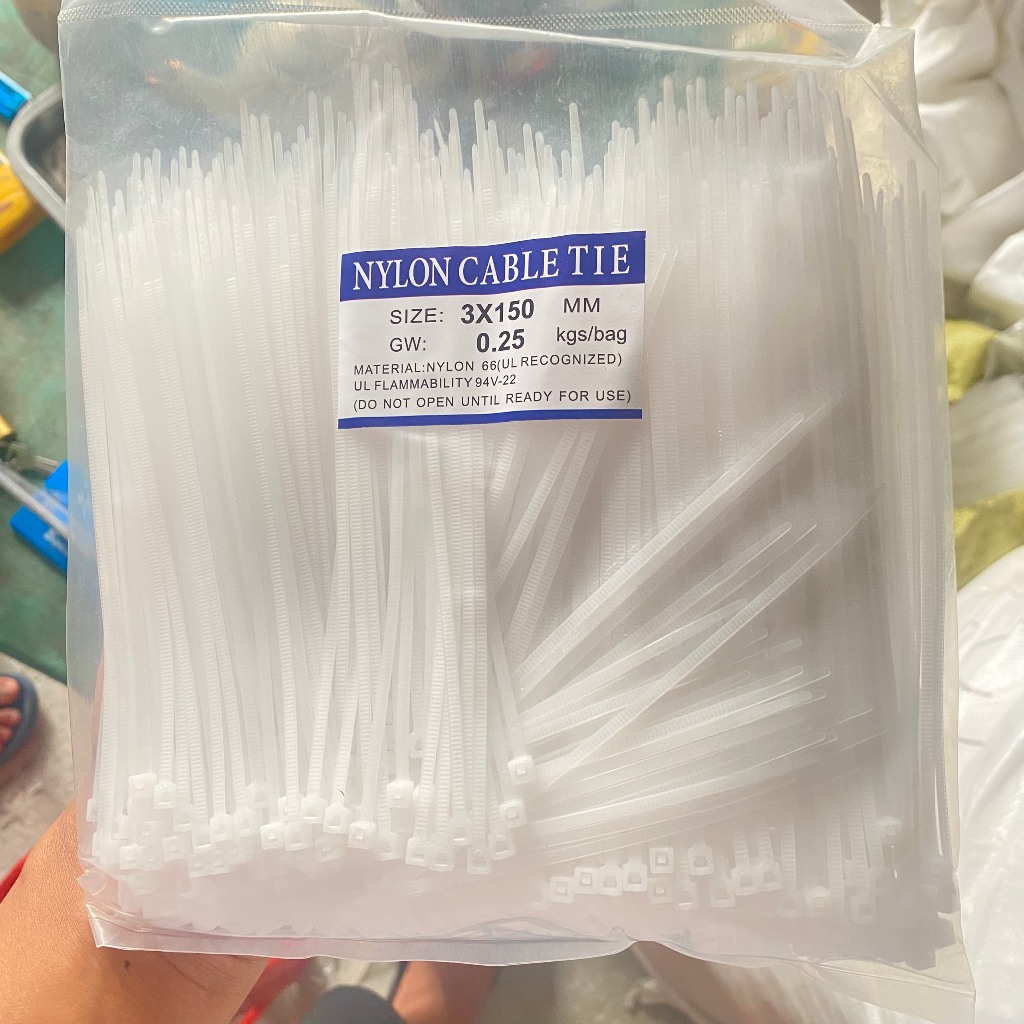 NYLON CABLE TIE
SIZE: 3X150 MM
GW: 0.25 kgs/bag
MATERIAL:NYLON 66(UL RECOGNIZED)
UL FLAMMABILITY 94V-22
(DO NOT OPEN UNTIL READY FOR USE)